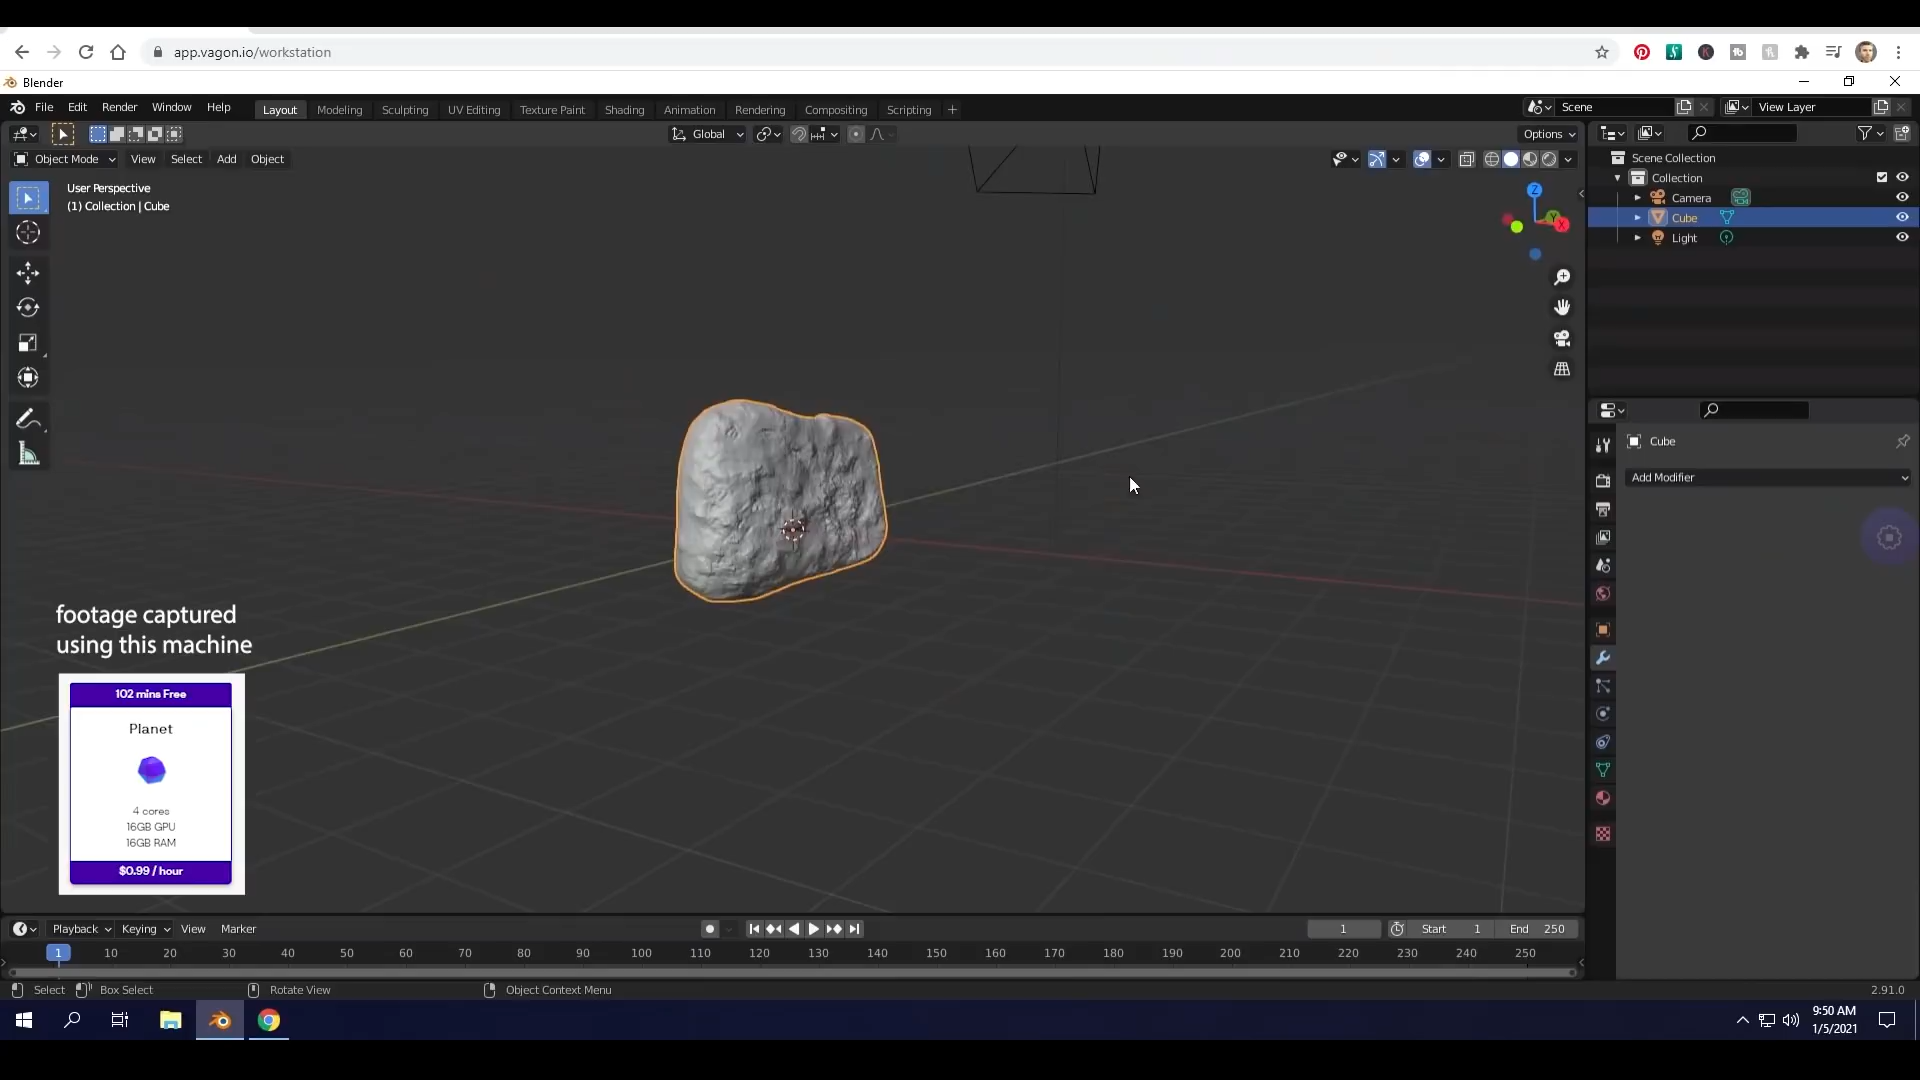 app.vagon.io/workstation
Blender
File Edit Render Window Help
Layout Modeling Sculpting UV Editing Texture Paint Shading Animation Rendering Compositing Scripting +
Scene
View Layer
Global
Options
Object Mode View Select Add Object
User Perspective
(1) Collection | Cube
Z
Y
X
Scene Collection
Collection
Camera
Cube
Light
Cube
Add Modifier
footage captured
using this machine
102 mins Free
Planet
4 cores
16GB GPU
16GB RAM
$0.99 / hour
Playback Keying View Marker
1 Start 1 End 250
1 10 20 30 40 50 60 70 80 90 100 110 120 130 140 150 160 170 180 190 200 210 220 230 240 250
Select Box Select Rotate View Object Context Menu 2.91.0
9:50 AM
1/5/2021